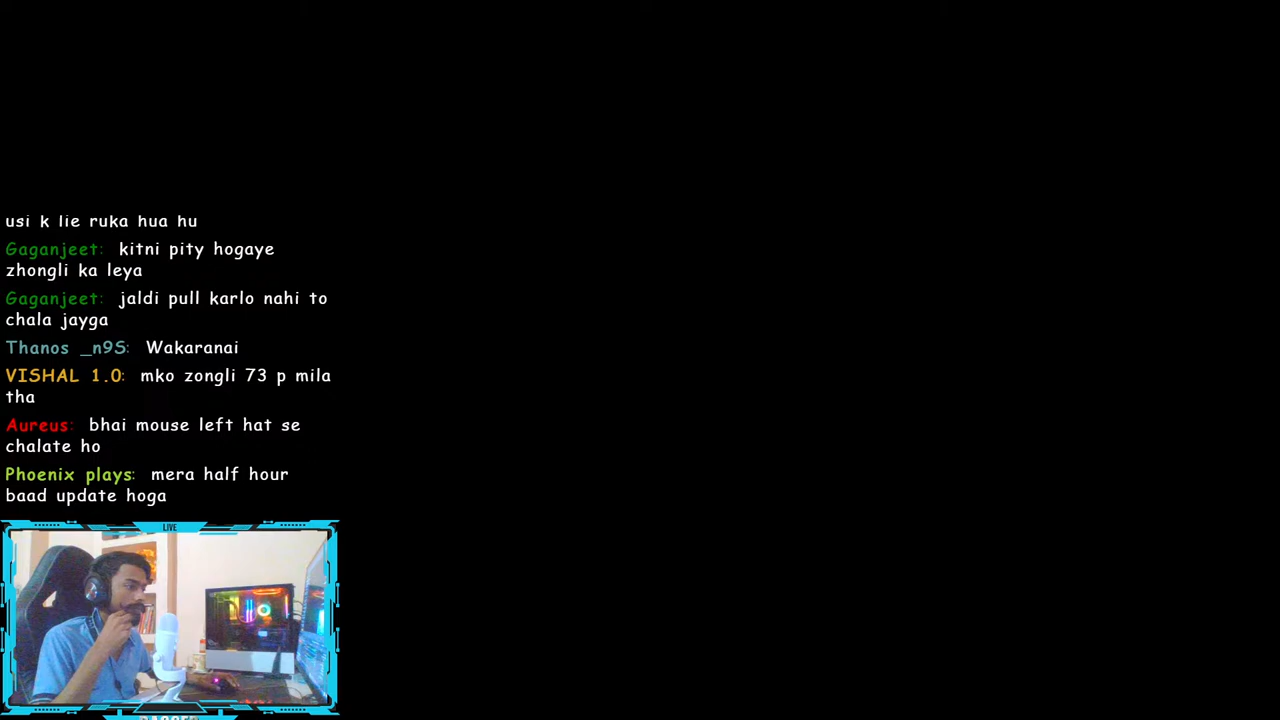 usi k lie ruka hua hu
Gaganjeet: kitni pity hogaye
zhongli ka leya
Gaganjeet: jaldi pull karlo nahi to
chala jayga
Thanos _n9S: Wakaranai
VISHAL 1.0: mko zongli 73 p mila
tha
Aureus: bhai mouse left hat se
chalate ho
Phoenix plays: mera half hour
baad update hoga
LIVE